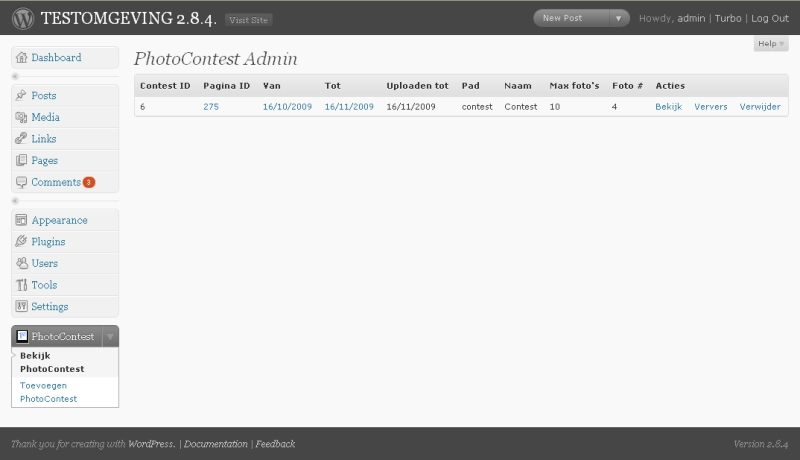 TESTOMGEVING 2.8.4. Visit Site New Post Howdy, admin | Turbo | Log Out
Help
PhotoContest Admin
Dashboard
Posts
Media
Links
Pages
Comments 3
Appearance
Plugins
Users
Tools
Settings
PhotoContest
Bekijk
PhotoContest
Toevoegen
PhotoContest
Contest ID Pagina ID Van Tot Uploaden tot Pad Naam Max foto's Foto # Acties
6 275 16/10/2009 16/11/2009 16/11/2009 contest Contest 10 4 Bekijk Ververs Verwijder
Thank you for creating with WordPress. | Documentation | Feedback Version 2.8.4